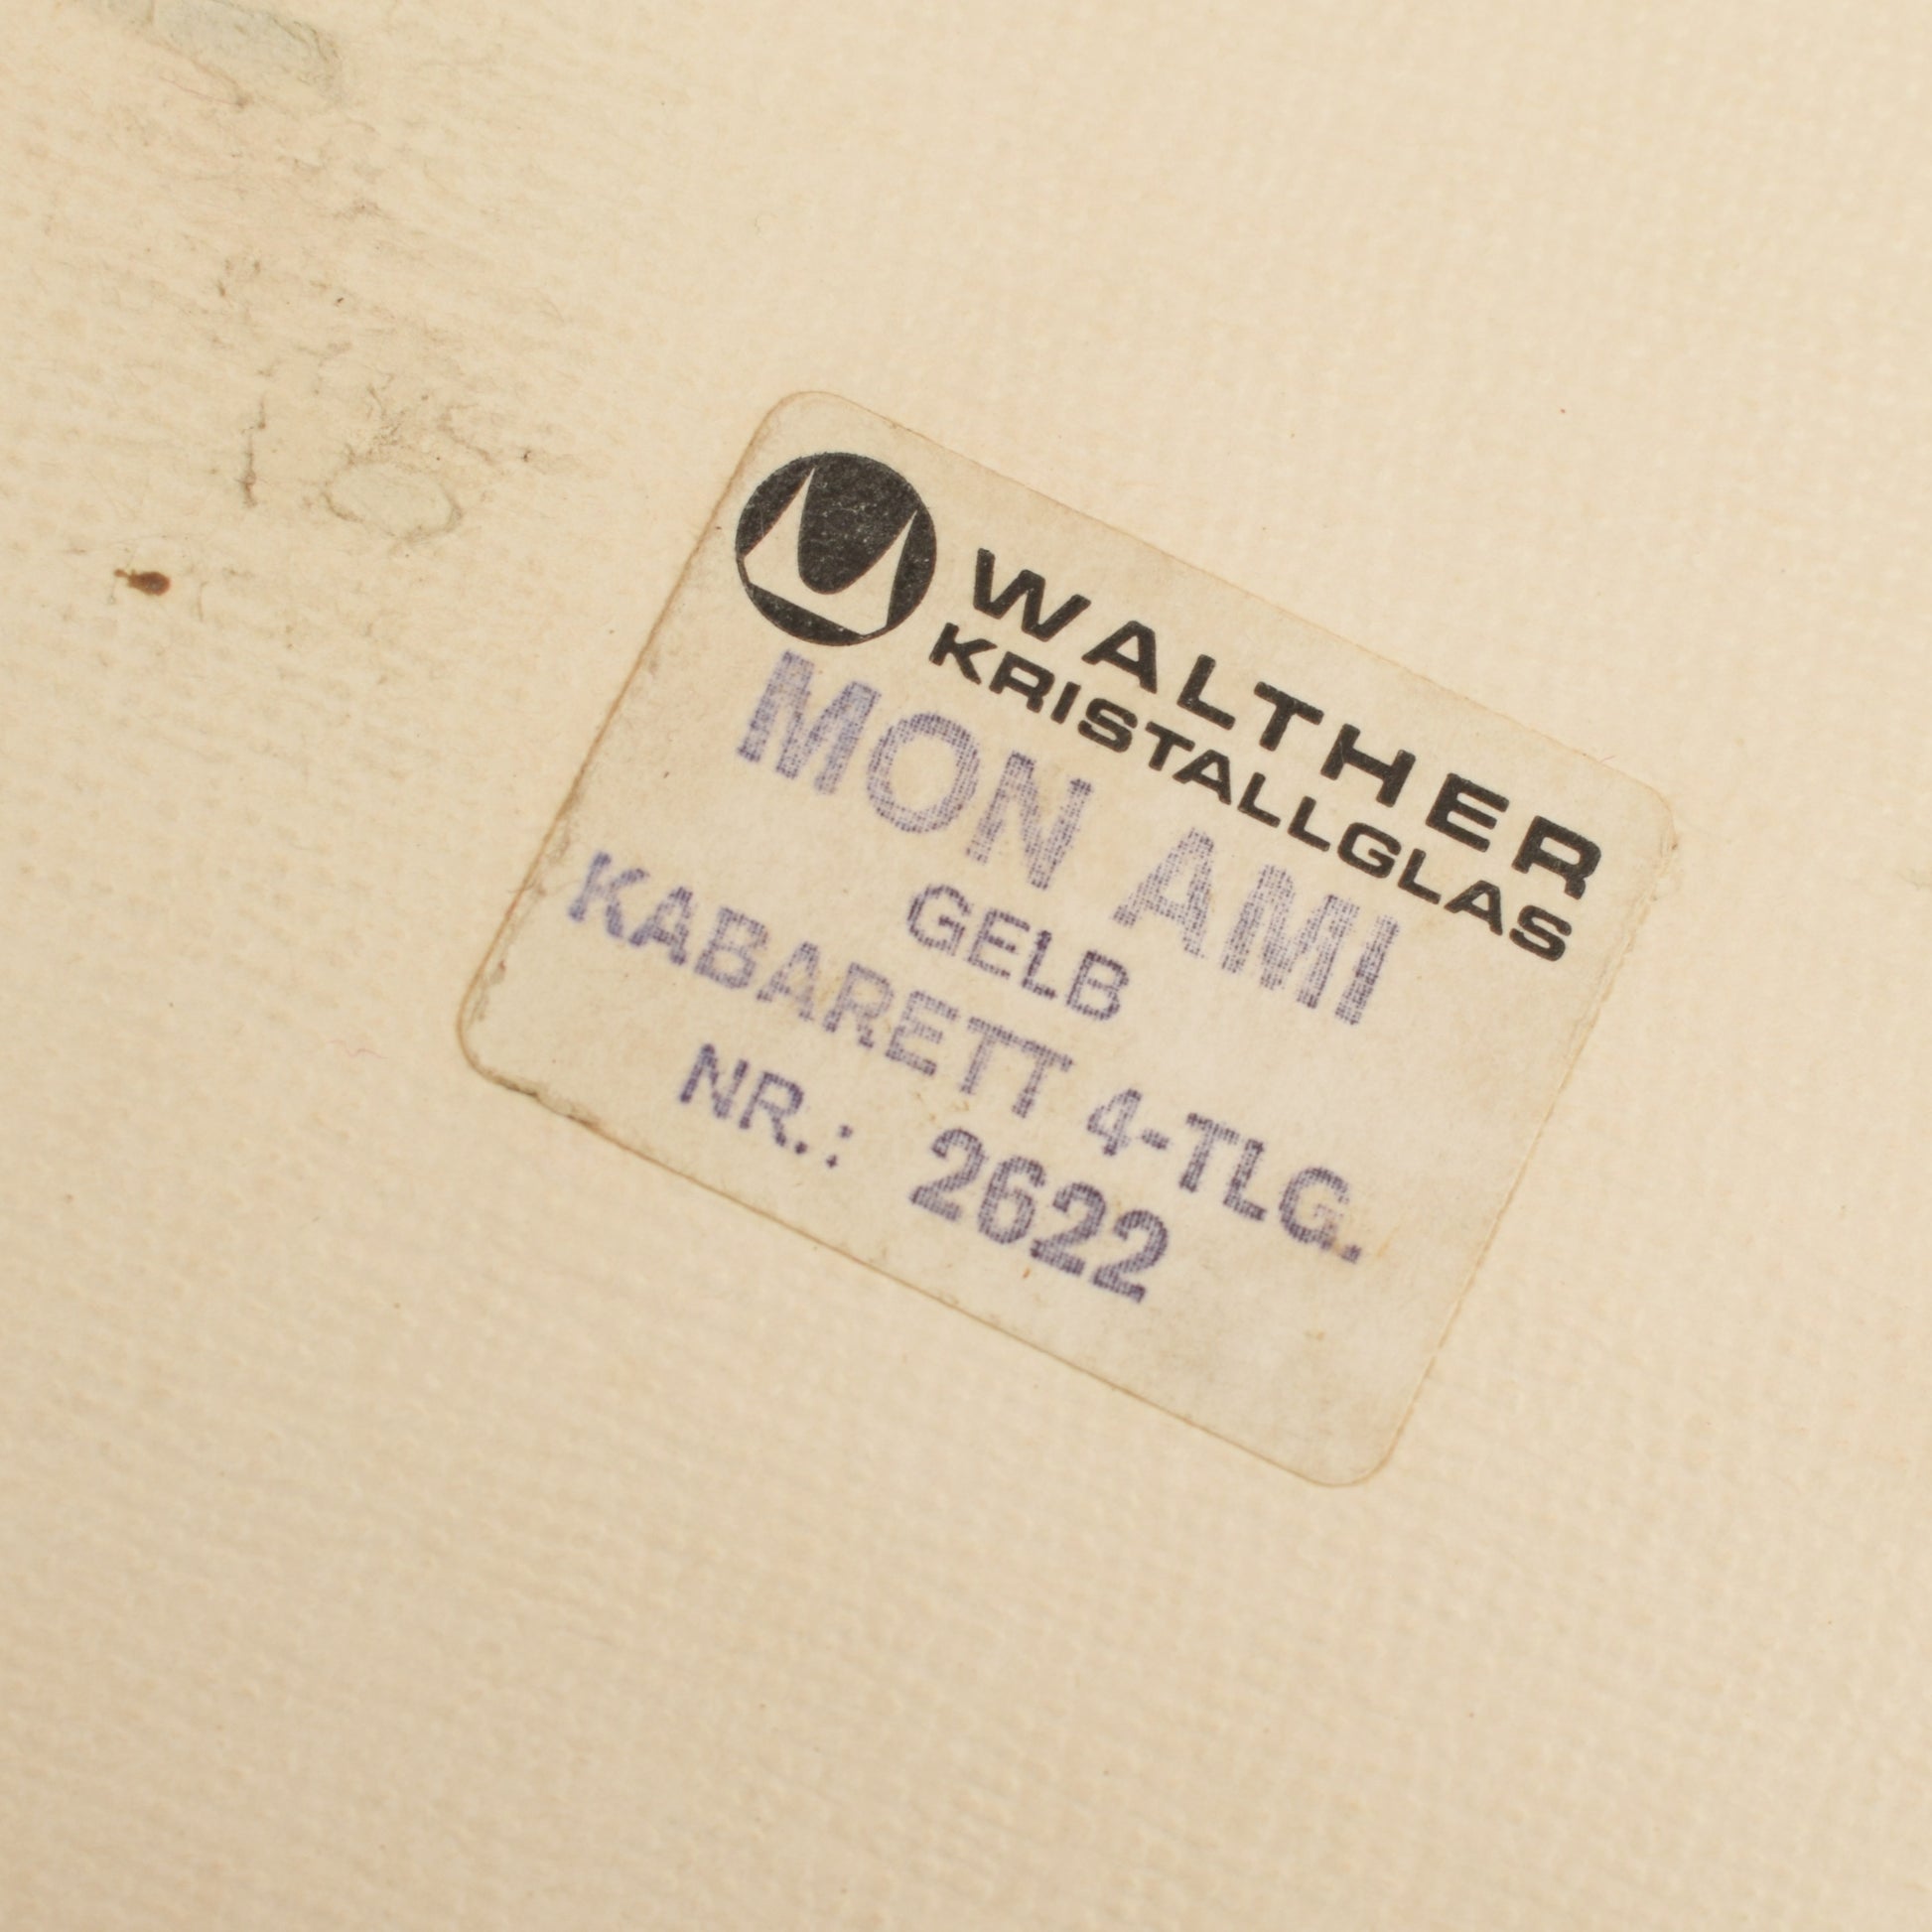 WALTHER
KRISTALLGLAS
MON AMI
GELB
KABARETT 4-TLG.
NR.: 2622